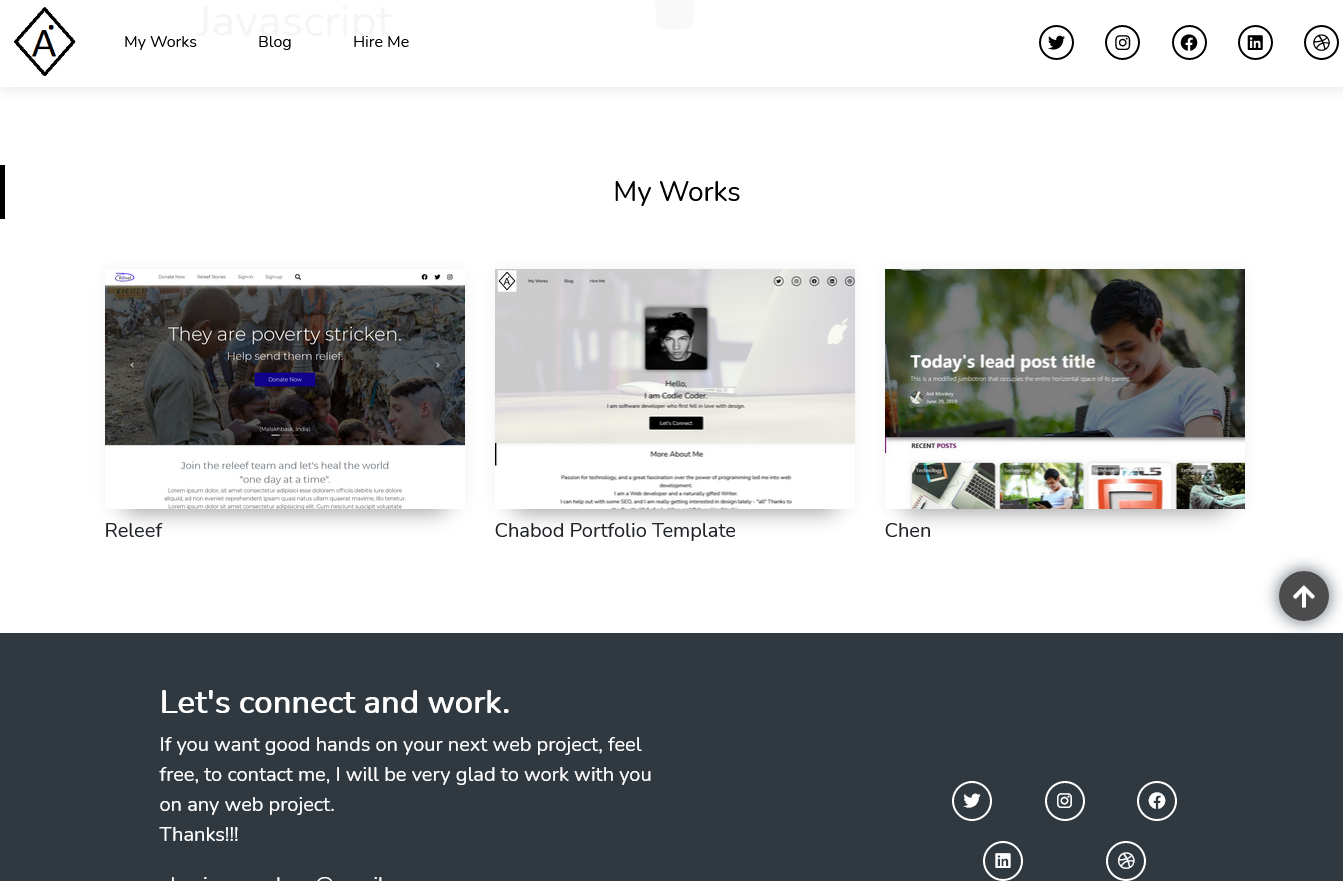 Javascript
A
My Works
Blog
Hire Me
My Works
Donate Now
Releef Stories
Sign-in
Sign-up
They are poverty stricken.
Help send them relief.
Donate Now
(Malakhbask, India)
Join the releef team and let's heal the world
"one day at a time".
Lorem ipsum dolor, sit amet consectetur adipisci esse dolorem officiis debitis iure dolore
aliquid, ad non eveniet reprehenderit ipsum quas natus ullam quaerat maxime, illo tenetur.
Lorem ipsum dolor sit amet consectetur adipisicing elit. Cum nesciunt suscipit voluptate
Releef
A
My Works
Blog
Hire Me
Hello,
I am Codie Coder.
I am software developer who first fell in love with design.
Let's Connect
More About Me
Passion for technology, and a great fascination over the power of programming led me into web
development.
I am a Web developer and a naturally gifted Writer.
I can help out with some SEO, and I am greatly getting interested in design lately - "all" Thanks to
Chabod Portfolio Template
Today's lead post title
This is a modified jumbotron that occupies the entire horizontal space of its parent.
Ant Monkey
June 29, 2019
RECENT POSTS
Technology
Technology
Chen
Let's connect and work.
If you want good hands on your next web project, feel
free, to contact me, I will be very glad to work with you
on any web project.
Thanks!!!